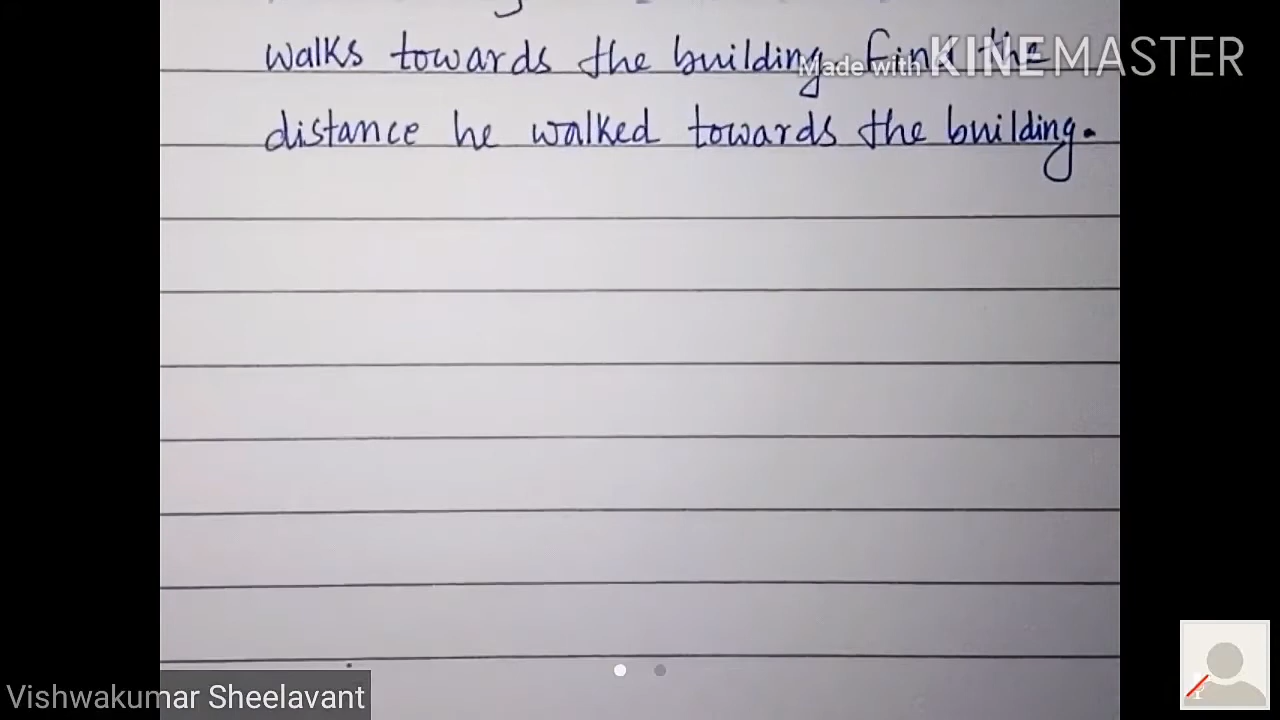 walks towards the building. Find the
Made with KINEMASTER
distance he walked towards the building.
Vishwakumar Sheelavant